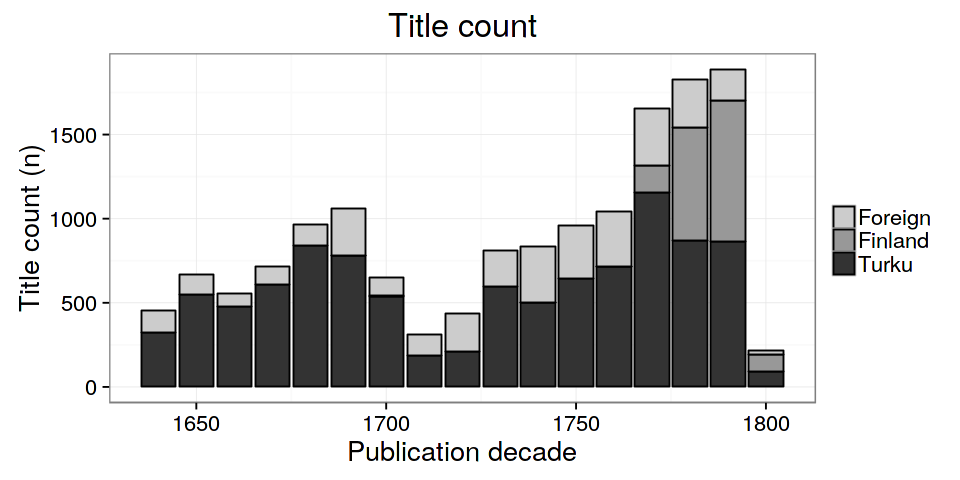 Title count
Title count (n)
1500
1000
500
0
1650
1700
1750
1800
Publication decade
Foreign
Finland
Turku